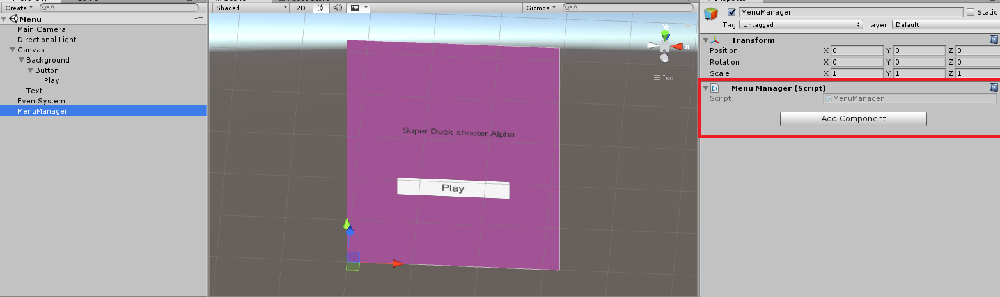 Hierarchy
Game
Create
All
Menu
Main Camera
Directional Light
Canvas
Background
Button
Play
Text
EventSystem
MenuManager
Shaded
2D
Gizmos
All
Y
x
Iso
Super Duck shooter Alpha
Play
MenuManager
Static
Tag
Untagged
Layer
Default
Transform
Position
X 0
Y 0
Z 0
Rotation
X 0
Y 0
Z 0
Scale
X 1
Y 1
Z 1
C#
Menu Manager (Script)
Script
MenuManager
Add Component